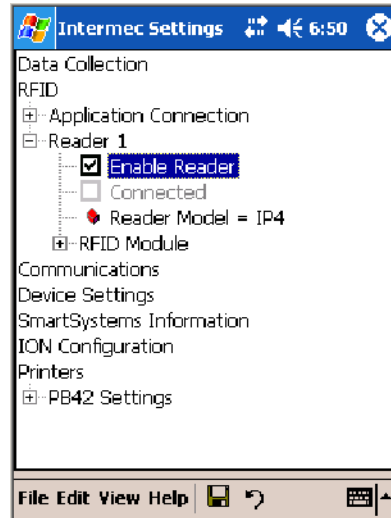 Intermec Settings 6:50
Data Collection
RFID
Application Connection
Reader 1
Enable Reader
Connected
Reader Model = IP4
RFID Module
Communications
Device Settings
SmartSystems Information
ION Configuration
Printers
PB42 Settings
File Edit View Help